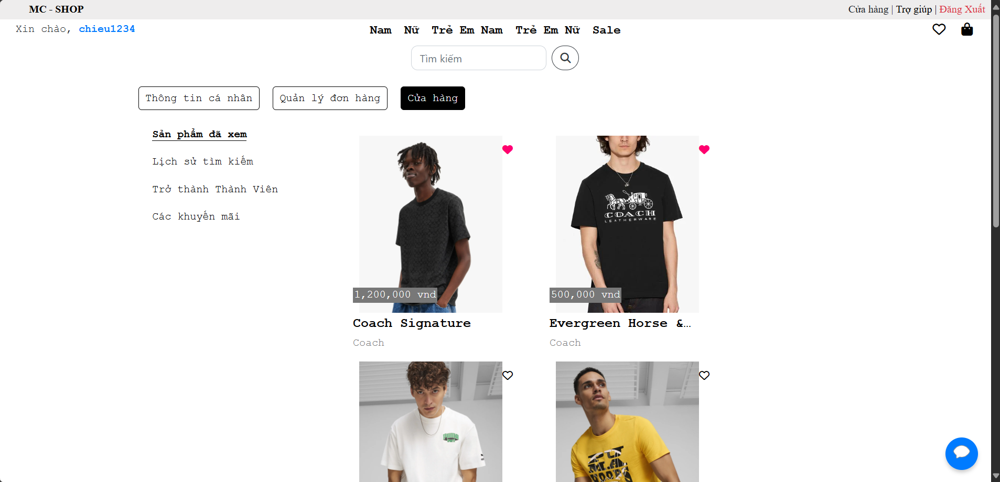 MC - SHOP
Cửa hàng | Trợ giúp | Đăng Xuất
Xin chào, chieu1234
Nam Nữ Trẻ Em Nam Trẻ Em Nữ Sale
Tìm kiếm
Thông tin cá nhân
Quản lý đơn hàng
Cửa hàng
Sản phẩm đã xem
Lịch sử tìm kiếm
Trở thành Thành Viên
Các khuyến mãi
COACH
LEATHERWARE
1,200,000 vnd
500,000 vnd
Coach Signature
Evergreen Horse &...
Coach
Coach